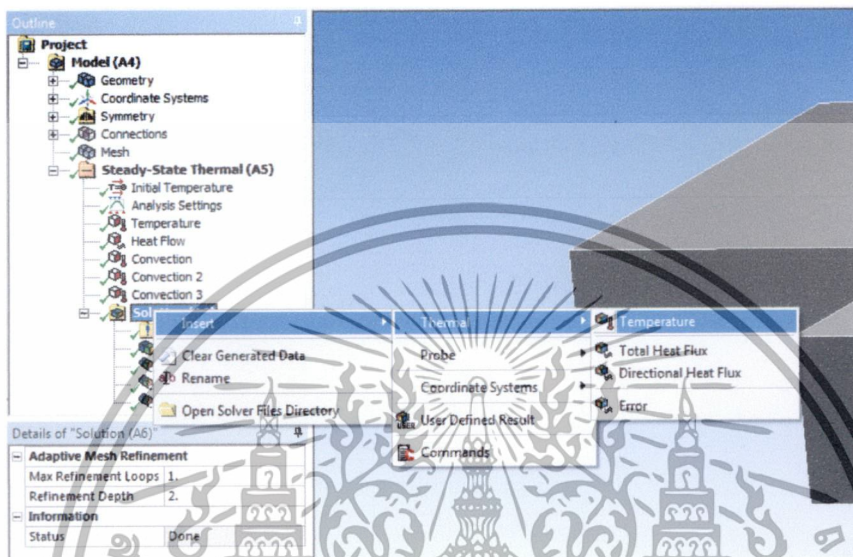 Outline
Project
Model (A4)
Geometry
Coordinate Systems
Symmetry
Connections
Mesh
Steady-State Thermal (A5)
Initial Temperature
Analysis Settings
Temperature
Heat Flow
Convection
Convection 2
Convection 3
Insert
Clear Generated Data
Rename
Open Solver Files Directory
Thermal
Probe
Coordinate Systems
User Defined Result
Commands
Temperature
Total Heat Flux
Directional Heat Flux
Error
Details of "Solution (A6)"
Adaptive Mesh Refinement
Max Refinement Loops 1.
Refinement Depth 2.
Information
Status Done